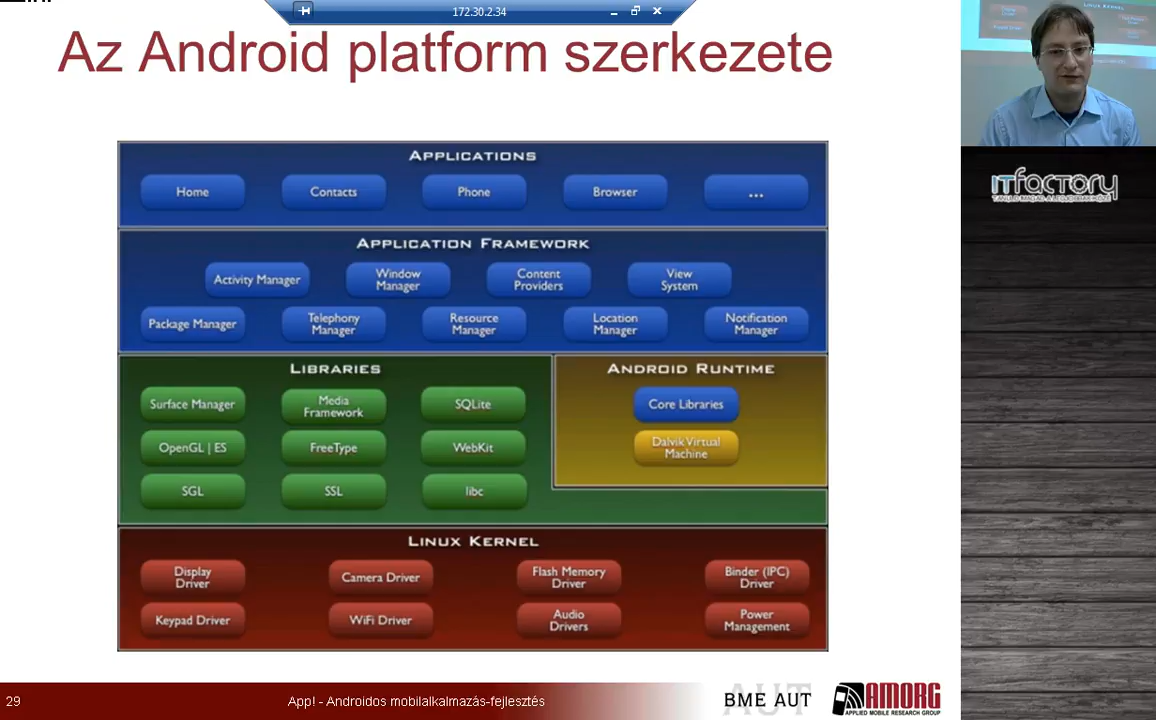 172.30.2.34
Az Android platform szerkezete
APPLICATIONS
Home
Contacts
Phone
Browser
...
APPLICATION FRAMEWORK
Activity Manager
Window
Manager
Content
Providers
View
System
Package Manager
Telephony
Manager
Resource
Manager
Location
Manager
Notification
Manager
LIBRARIES
Surface Manager
Media
Framework
SQLite
OpenGL | ES
FreeType
WebKit
SGL
SSL
libc
ANDROID RUNTIME
Core Libraries
Dalvik Virtual
Machine
LINUX KERNEL
Display
Driver
Camera Driver
Flash Memory
Driver
Binder (IPC)
Driver
Keypad Driver
WiFi Driver
Audio
Drivers
Power
Management
29
App! - Androidos mobilalkalmazás-fejlesztés
AUT
BME AUT
AMORG
APPLIED MOBILE RESEARCH GROUP
LINUX KERNEL
ITfactory